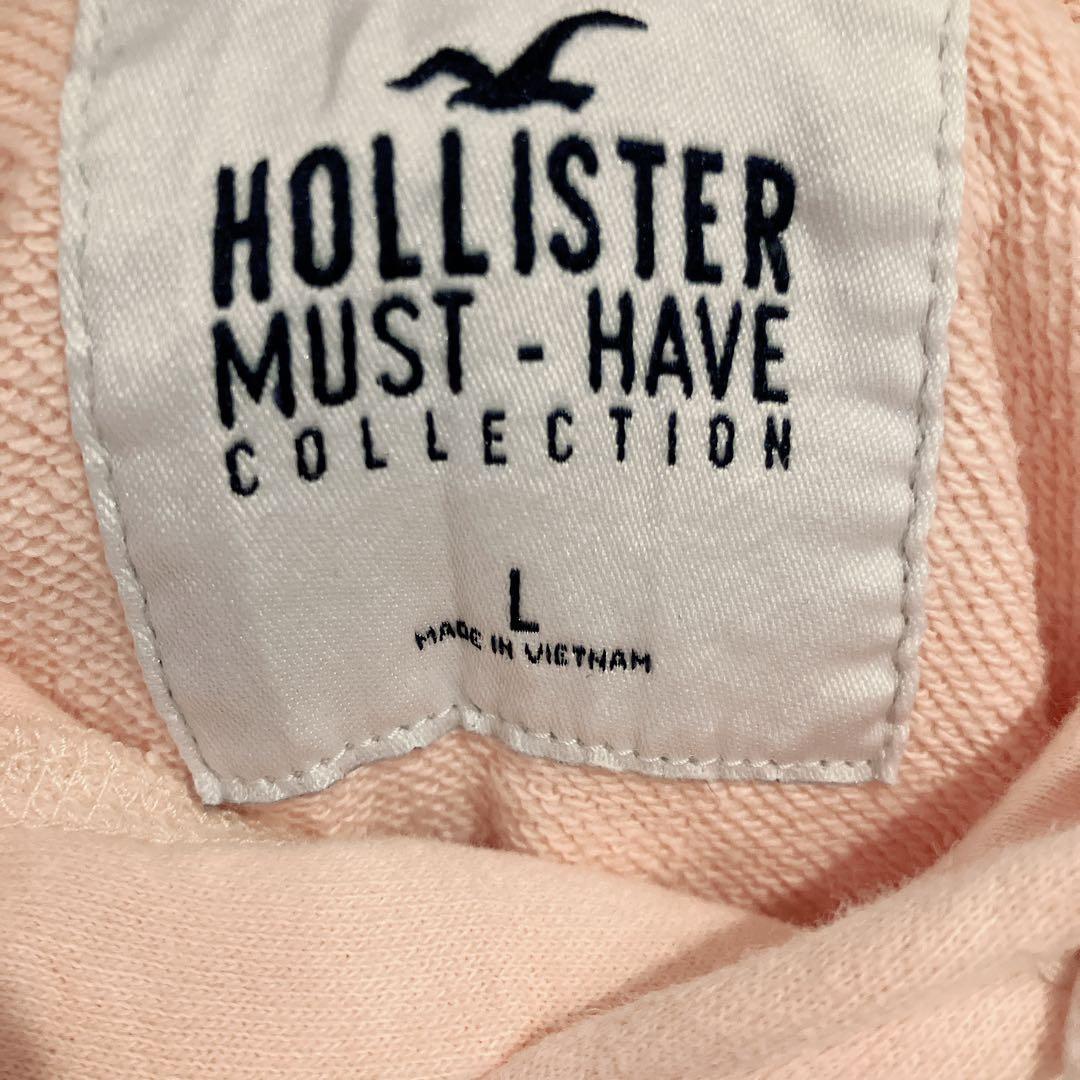 HOLLISTER
MUST - HAVE
COLLECTION
L
MADE IN VIETNAM